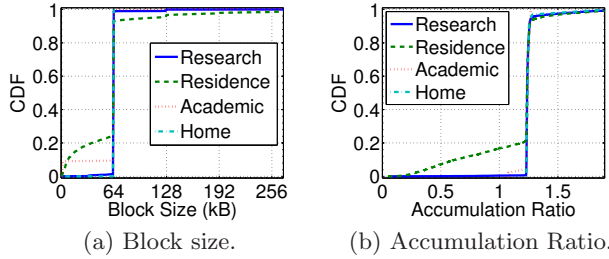 1
0.8
0.6
0.4
0.2
0
CDF
0 64 128 192 256
Block Size (kB)
Research
Residence
Academic
Home
(a) Block size.
1
0.8
0.6
0.4
0.2
0
CDF
0 0.5 1 1.5
Accumulation Ratio
Research
Residence
Academic
Home
(b) Accumulation Ratio.